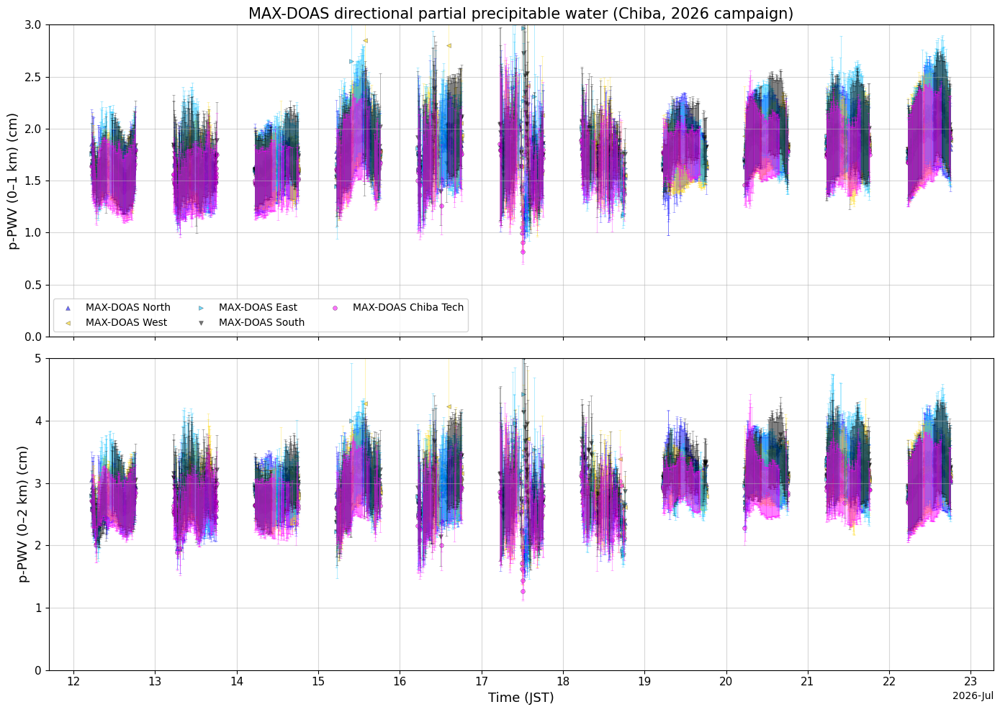 MAX-DOAS directional partial precipitable water (Chiba, 2026 campaign)
p-PWV (0–1 km) (cm)
3.0
2.5
2.0
1.5
1.0
0.5
0.0
MAX-DOAS North
MAX-DOAS West
MAX-DOAS East
MAX-DOAS South
MAX-DOAS Chiba Tech
p-PWV (0–2 km) (cm)
5
4
3
2
1
0
12 13 14 15 16 17 18 19 20 21 22 23
Time (JST)
2026-Jul